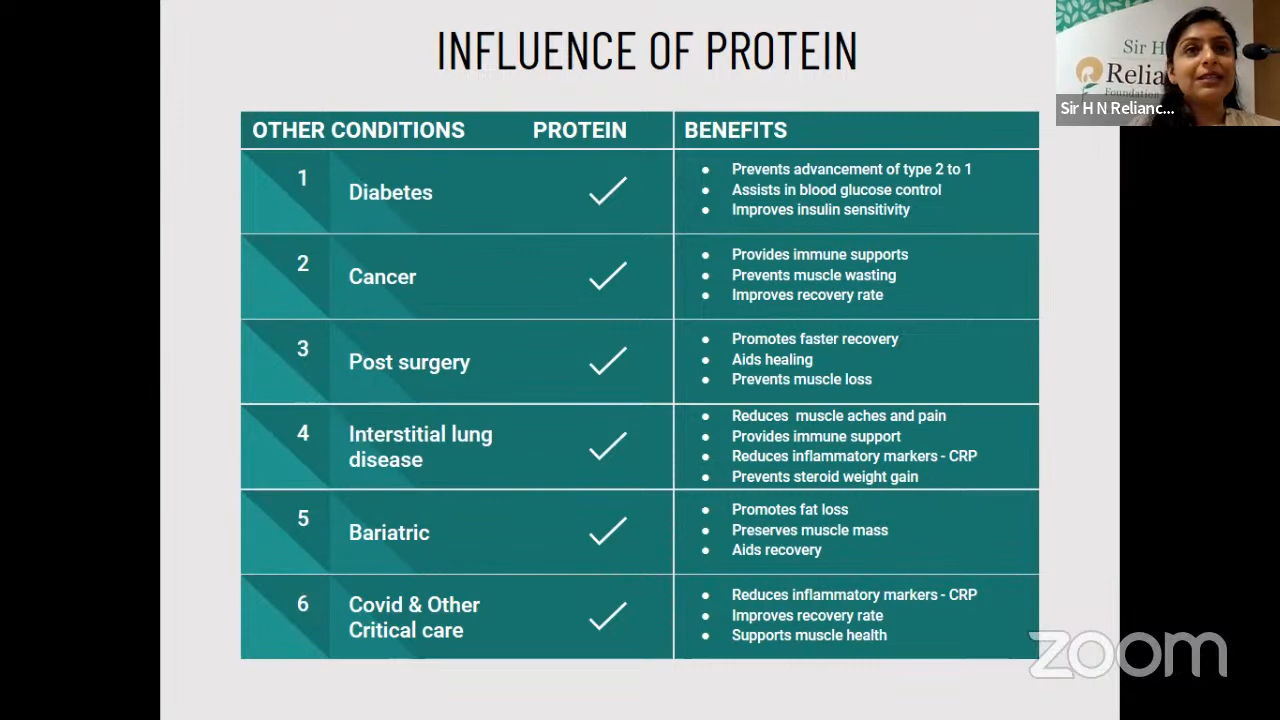 INFLUENCE OF PROTEIN
Sir H
Relia
Foundation
Sir H N Relianc...
OTHER CONDITIONS PROTEIN BENEFITS
1 Diabetes
Prevents advancement of type 2 to 1
Assists in blood glucose control
Improves insulin sensitivity
2 Cancer
Provides immune supports
Prevents muscle wasting
Improves recovery rate
3 Post surgery
Promotes faster recovery
Aids healing
Prevents muscle loss
4 Interstitial lung
disease
Reduces muscle aches and pain
Provides immune support
Reduces inflammatory markers - CRP
Prevents steroid weight gain
5 Bariatric
Promotes fat loss
Preserves muscle mass
Aids recovery
6 Covid & Other
Critical care
Reduces inflammatory markers - CRP
Improves recovery rate
Supports muscle health
zoom